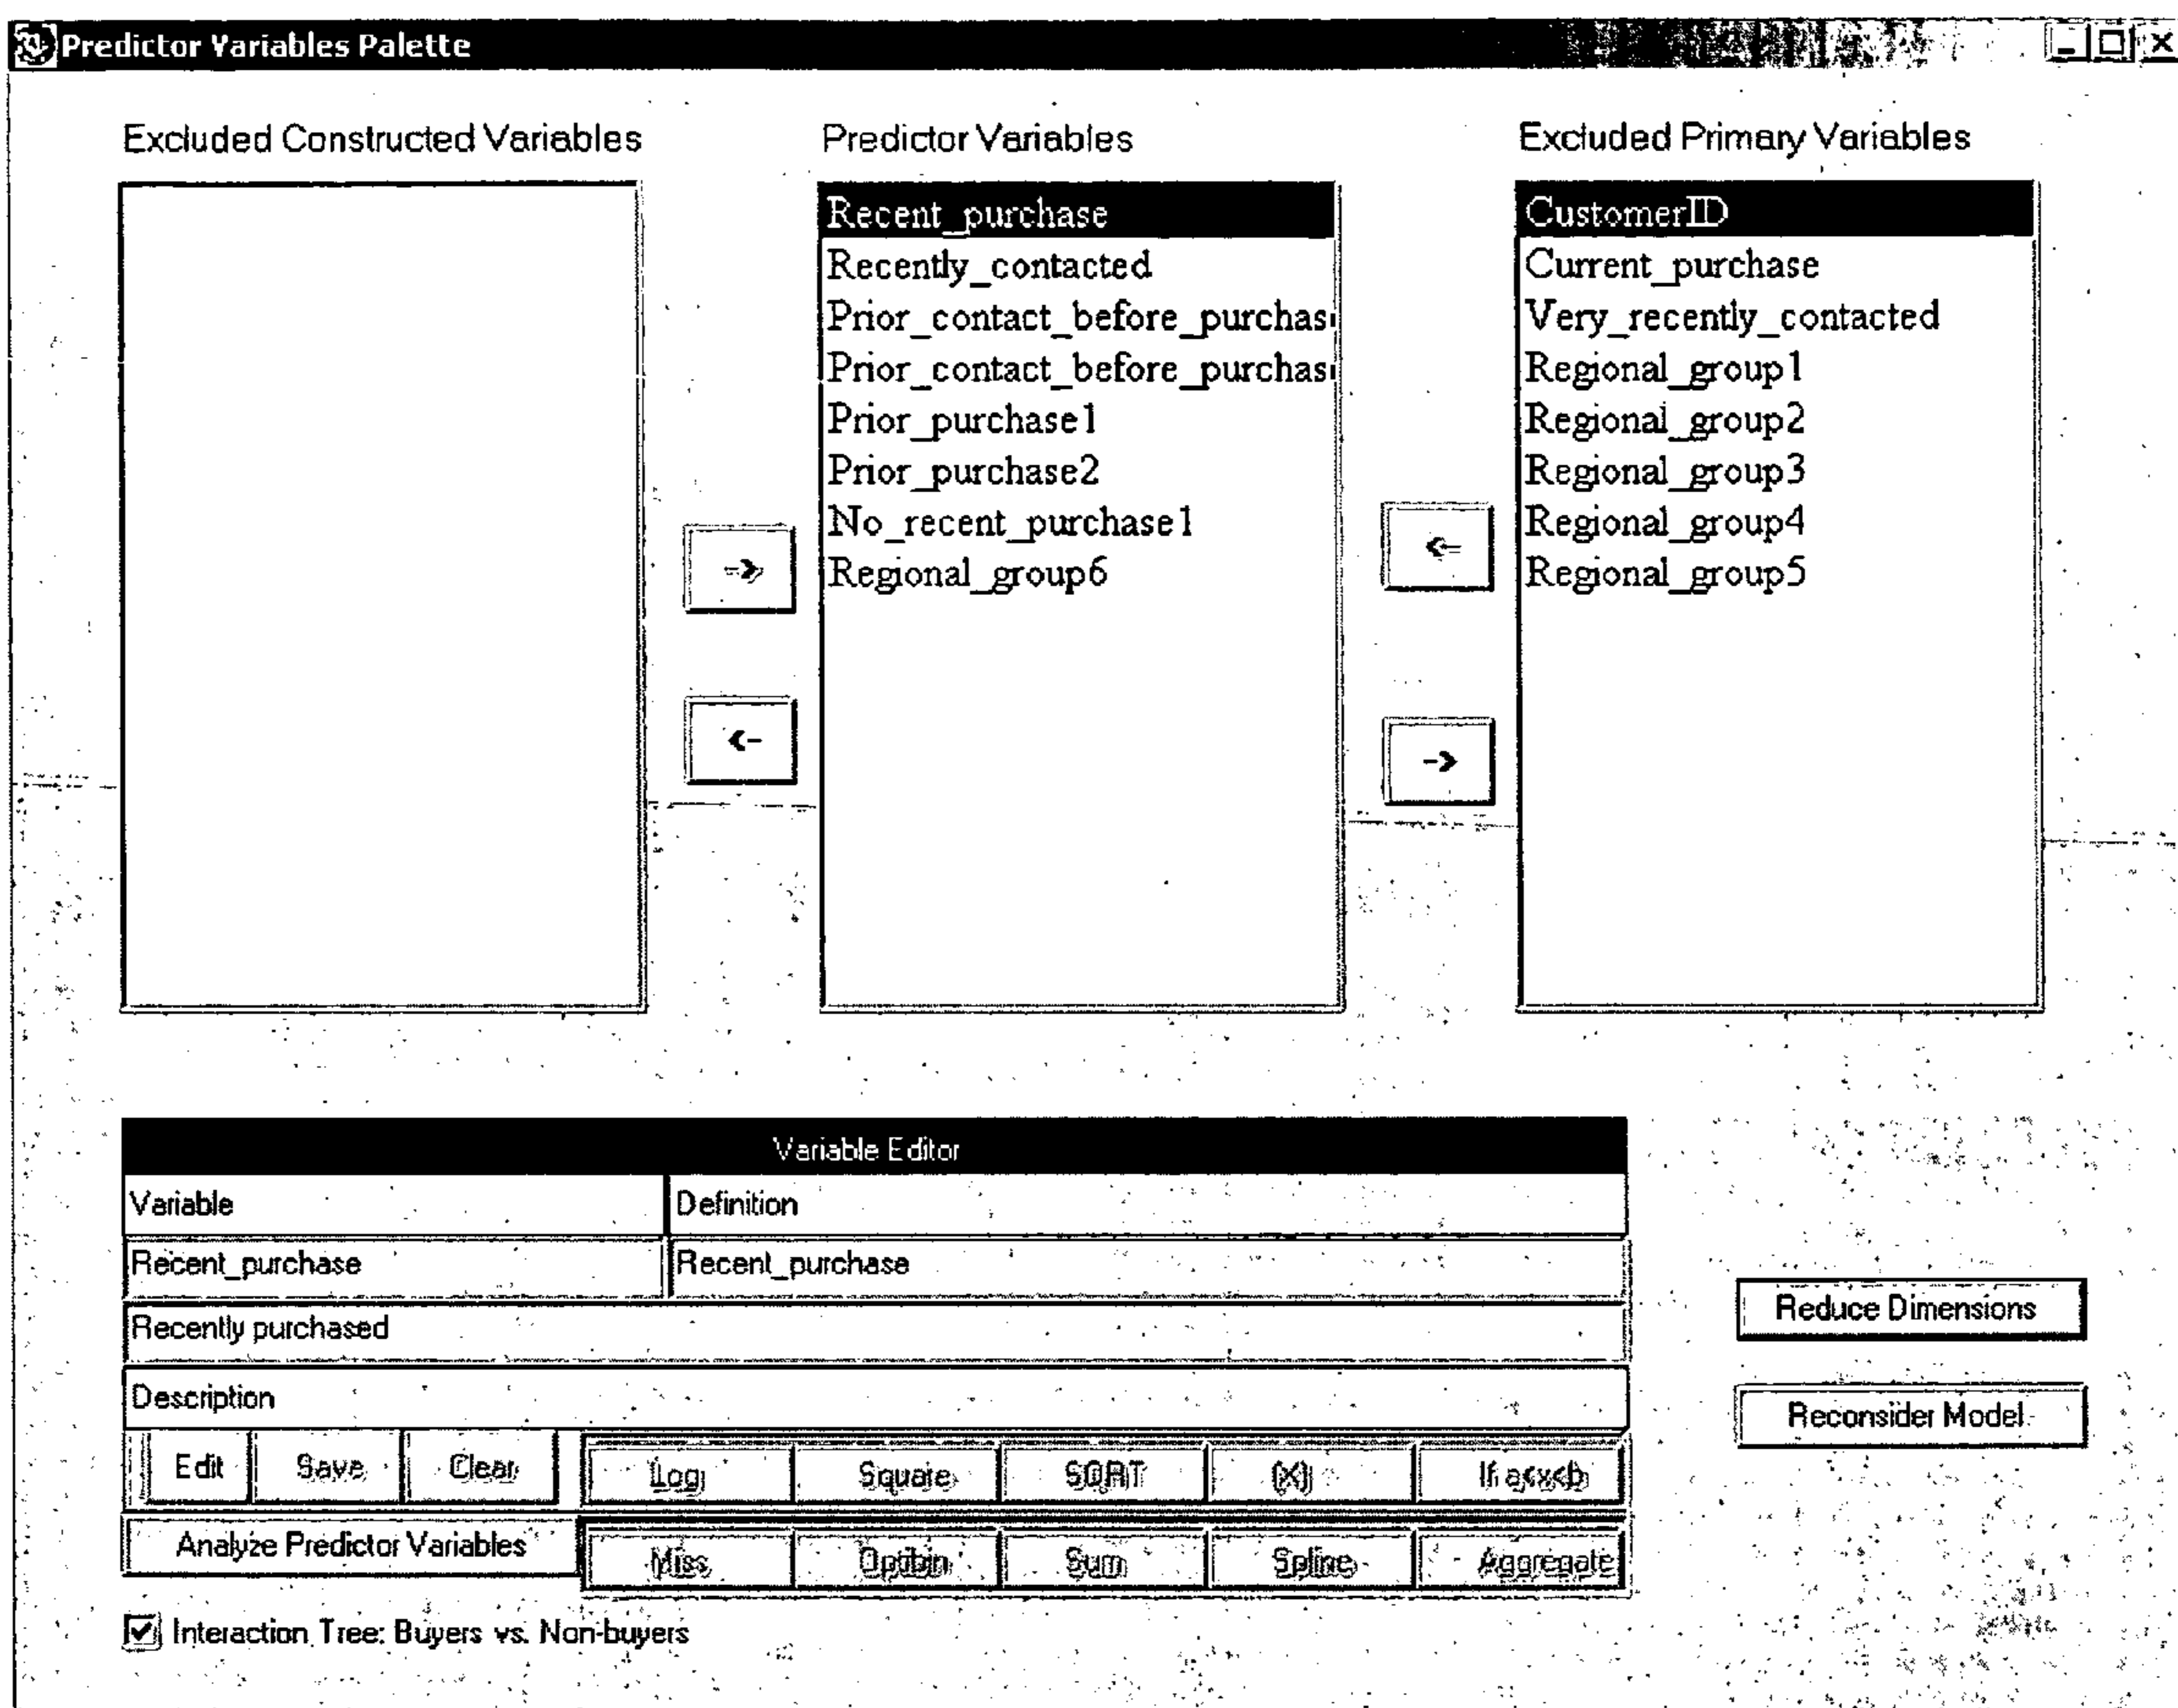 Predictor Variables Palette
Excluded Constructed Variables
Predictor Variables
Excluded Primary Variables
Recent_purchase
Recently_contacted
Prior_contact_before_purchas
Prior_contact_before_purchas
Prior_purchase1
Prior_purchase2
No_recent_purchase1
Regional_group6
CustomerID
Current_purchase
Very_recently_contacted
Regional_group1
Regional_group2
Regional_group3
Regional_group4
Regional_group5
=>
<-
<=
->
Variable Editor
Variable Definition
Recent_purchase Recent_purchase
Recently purchased
Description
Reduce Dimensions
Reconsider Model
Edit Save Clear Log Square SQRT (X) If a<x<b
Analyze Predictor Variables Miss Optibin Sum Spline Aggregate
Interaction Tree: Buyers vs. Non-buyers